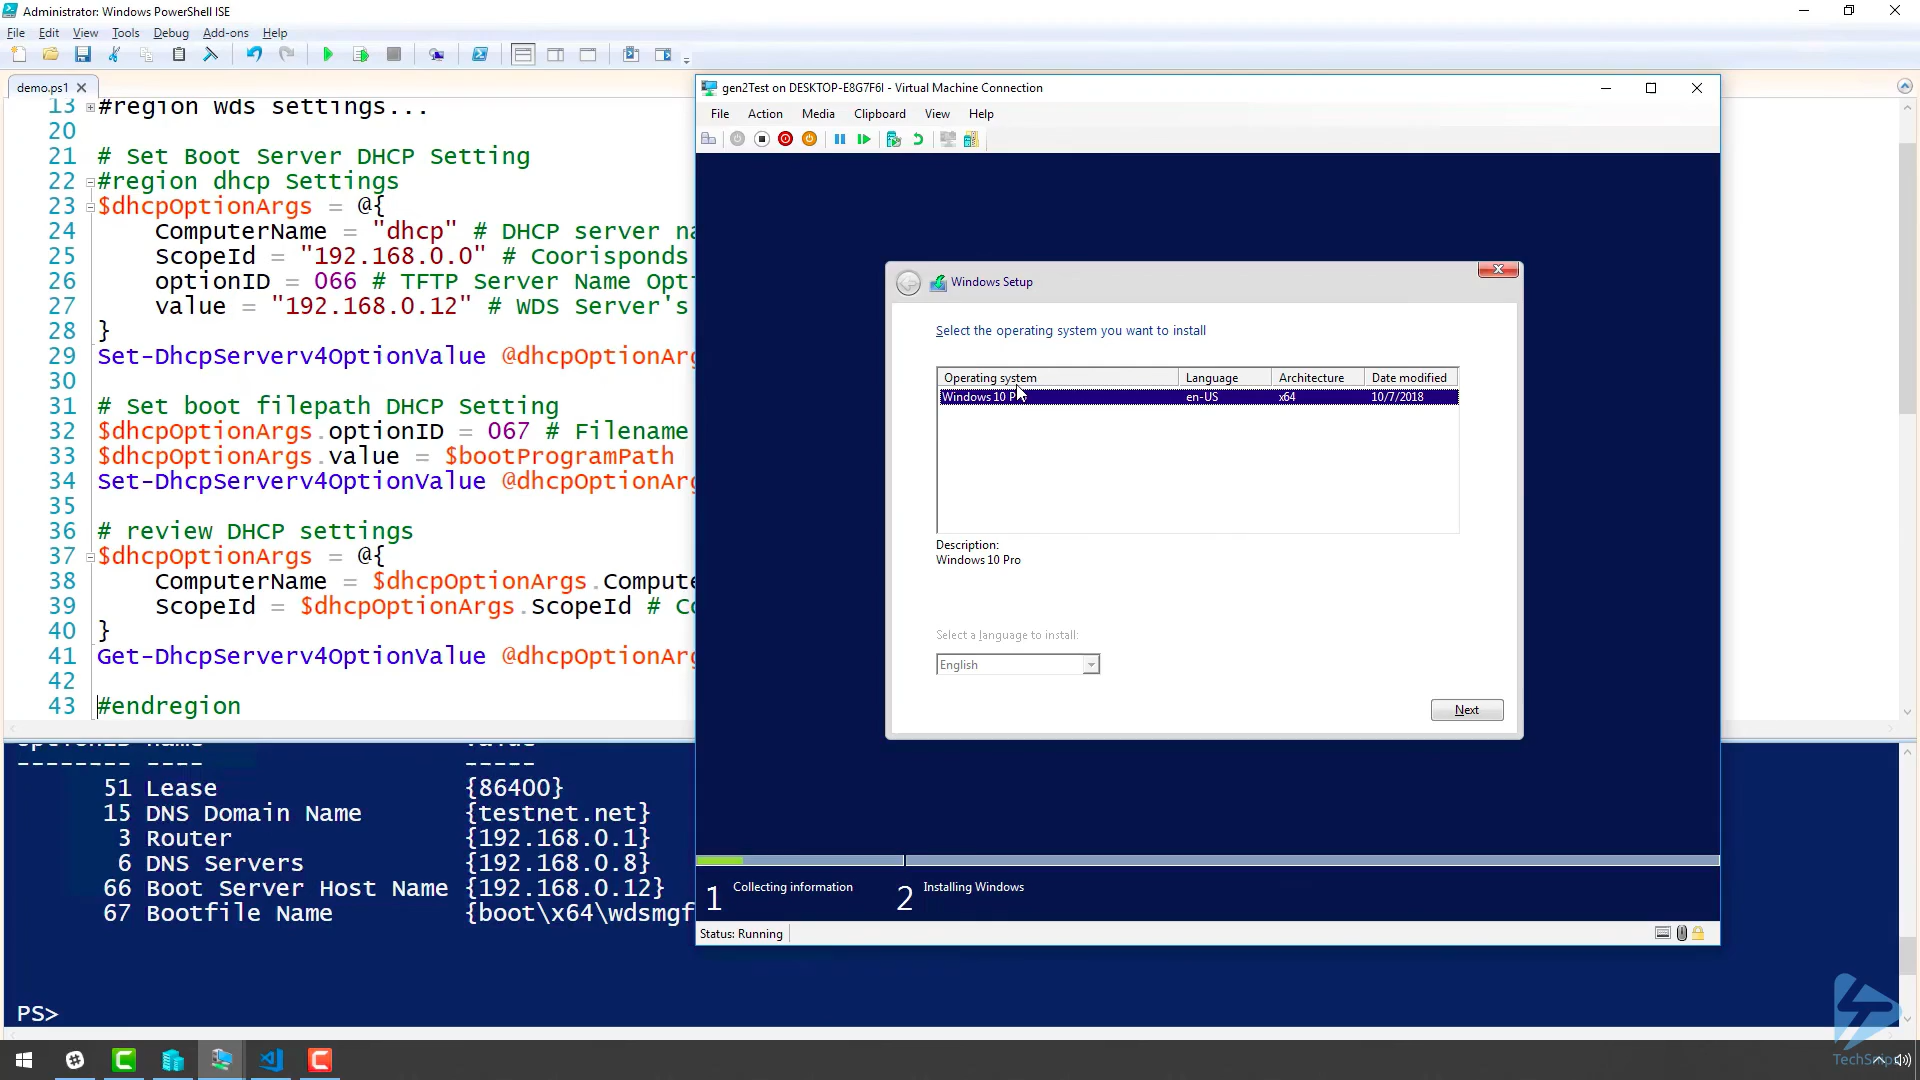 Administrator: Windows PowerShell ISE
File Edit View Tools Debug Add-ons Help
demo.ps1
13 #region wds settings...
20
21 # Set Boot Server DHCP Setting
22 #region dhcp Settings
23 $dhcpOptionArgs = @{
24 ComputerName = "dhcp" # DHCP server
25 ScopeId = "192.168.0.0" # Coorisponds
26 optionID = 066 # TFTP Server Name
27 value = "192.168.0.12" # WDS Server's
28 }
29 Set-DhcpServerv4OptionValue
30
31 # Set boot filepath DHCP Setting
32 $dhcpOptionArgs.optionID = 067 # Filename
33 $dhcpOptionArgs.value = $bootProgramPath
34 Set-DhcpServerv4OptionValue
35
36 # review DHCP settings
37 $dhcpOptionArgs = @{
38 ComputerName =
39 ScopeId = $dhcpOptionArgs.ScopeId #
40 }
41 Get-DhcpServerv4OptionValue
42
43 #endregion
-------- ---- -----
51 Lease {86400}
15 DNS Domain Name {testnet.net}
3 Router {192.168.0.1}
6 DNS Servers {192.168.0.8}
66 Boot Server Host Name {192.168.0.12}
67 Bootfile Name {boot\x64\wdsmgf
PS>
gen2Test on DESKTOP-E8G7F6I - Virtual Machine Connection
File Action Media Clipboard View Help
Windows Setup
Select the operating system you want to install
Operating system Language Architecture Date modified
Windows 10 Pro en-US x64 10/7/2018
Description:
Windows 10 Pro
Select a language to install:
English
Next
1 Collecting information 2 Installing Windows
Status: Running